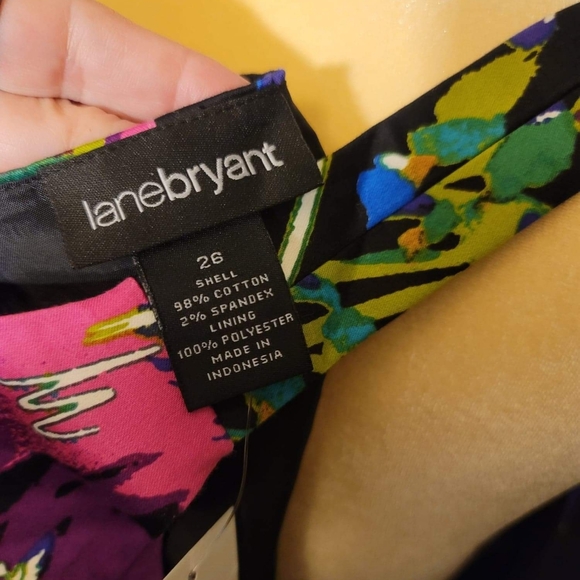 lanebryant
26
SHELL
98% COTTON
2% SPANDEX
LINING
100% POLYESTER
MADE IN
INDONESIA